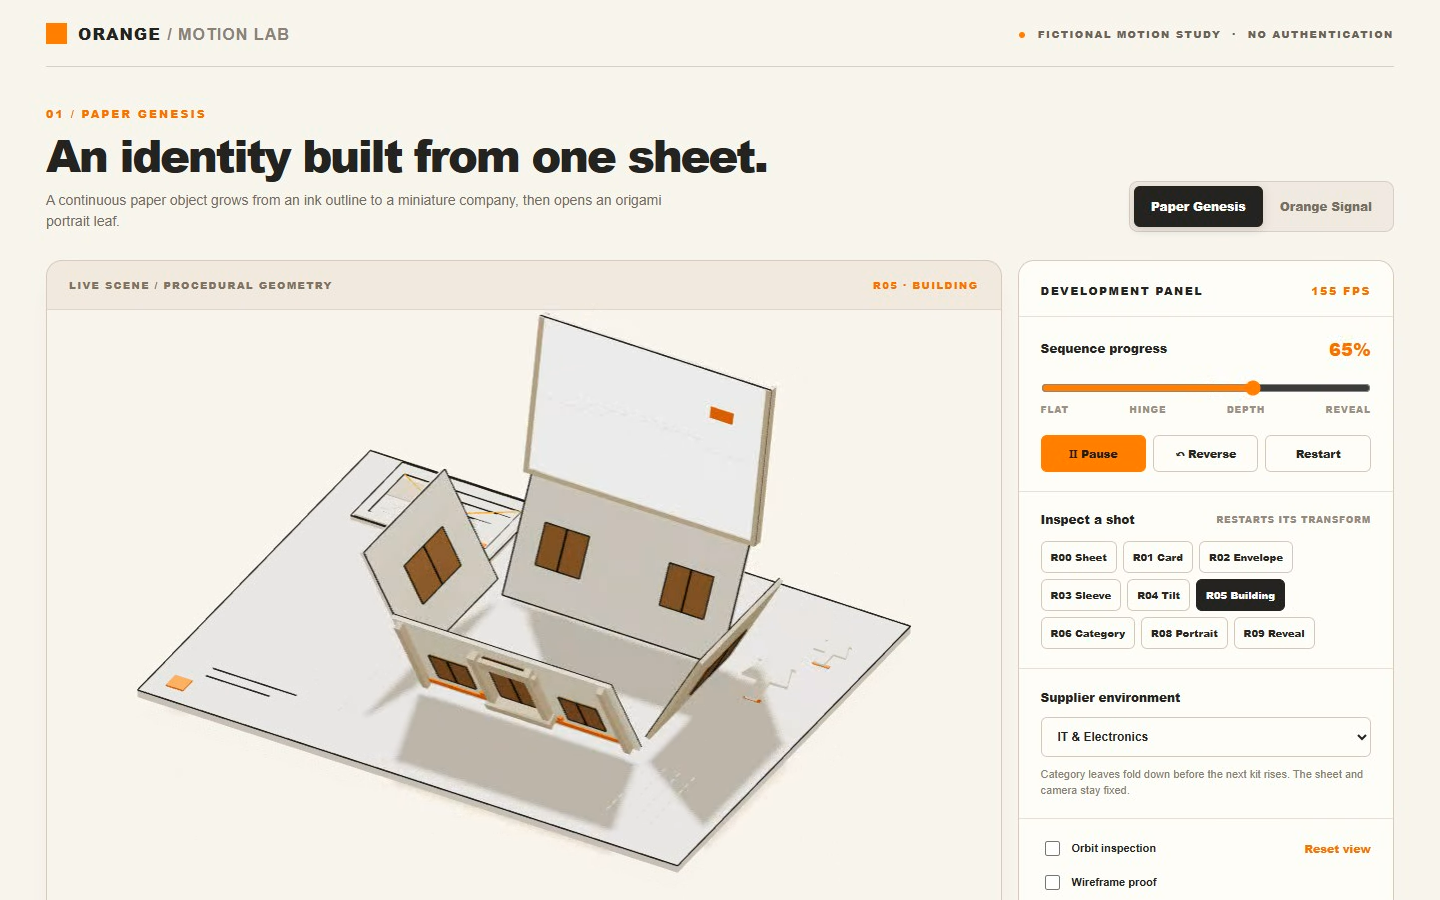 ORANGE / MOTION LAB
FICTIONAL MOTION STUDY · NO AUTHENTICATION
01 / PAPER GENESIS
An identity built from one sheet.
A continuous paper object grows from an ink outline to a miniature company, then opens an origami
portrait leaf.
Paper Genesis
Orange Signal
LIVE SCENE / PROCEDURAL GEOMETRY
R05 · BUILDING
DEVELOPMENT PANEL
155 FPS
Sequence progress
65%
FLAT HINGE DEPTH REVEAL
Pause
Reverse
Restart
Inspect a shot
RESTARTS ITS TRANSFORM
R00 Sheet
R01 Card
R02 Envelope
R03 Sleeve
R04 Tilt
R05 Building
R06 Category
R08 Portrait
R09 Reveal
Supplier environment
IT & Electronics
Category leaves fold down before the next kit rises. The sheet and
camera stay fixed.
Orbit inspection
Reset view
Wireframe proof